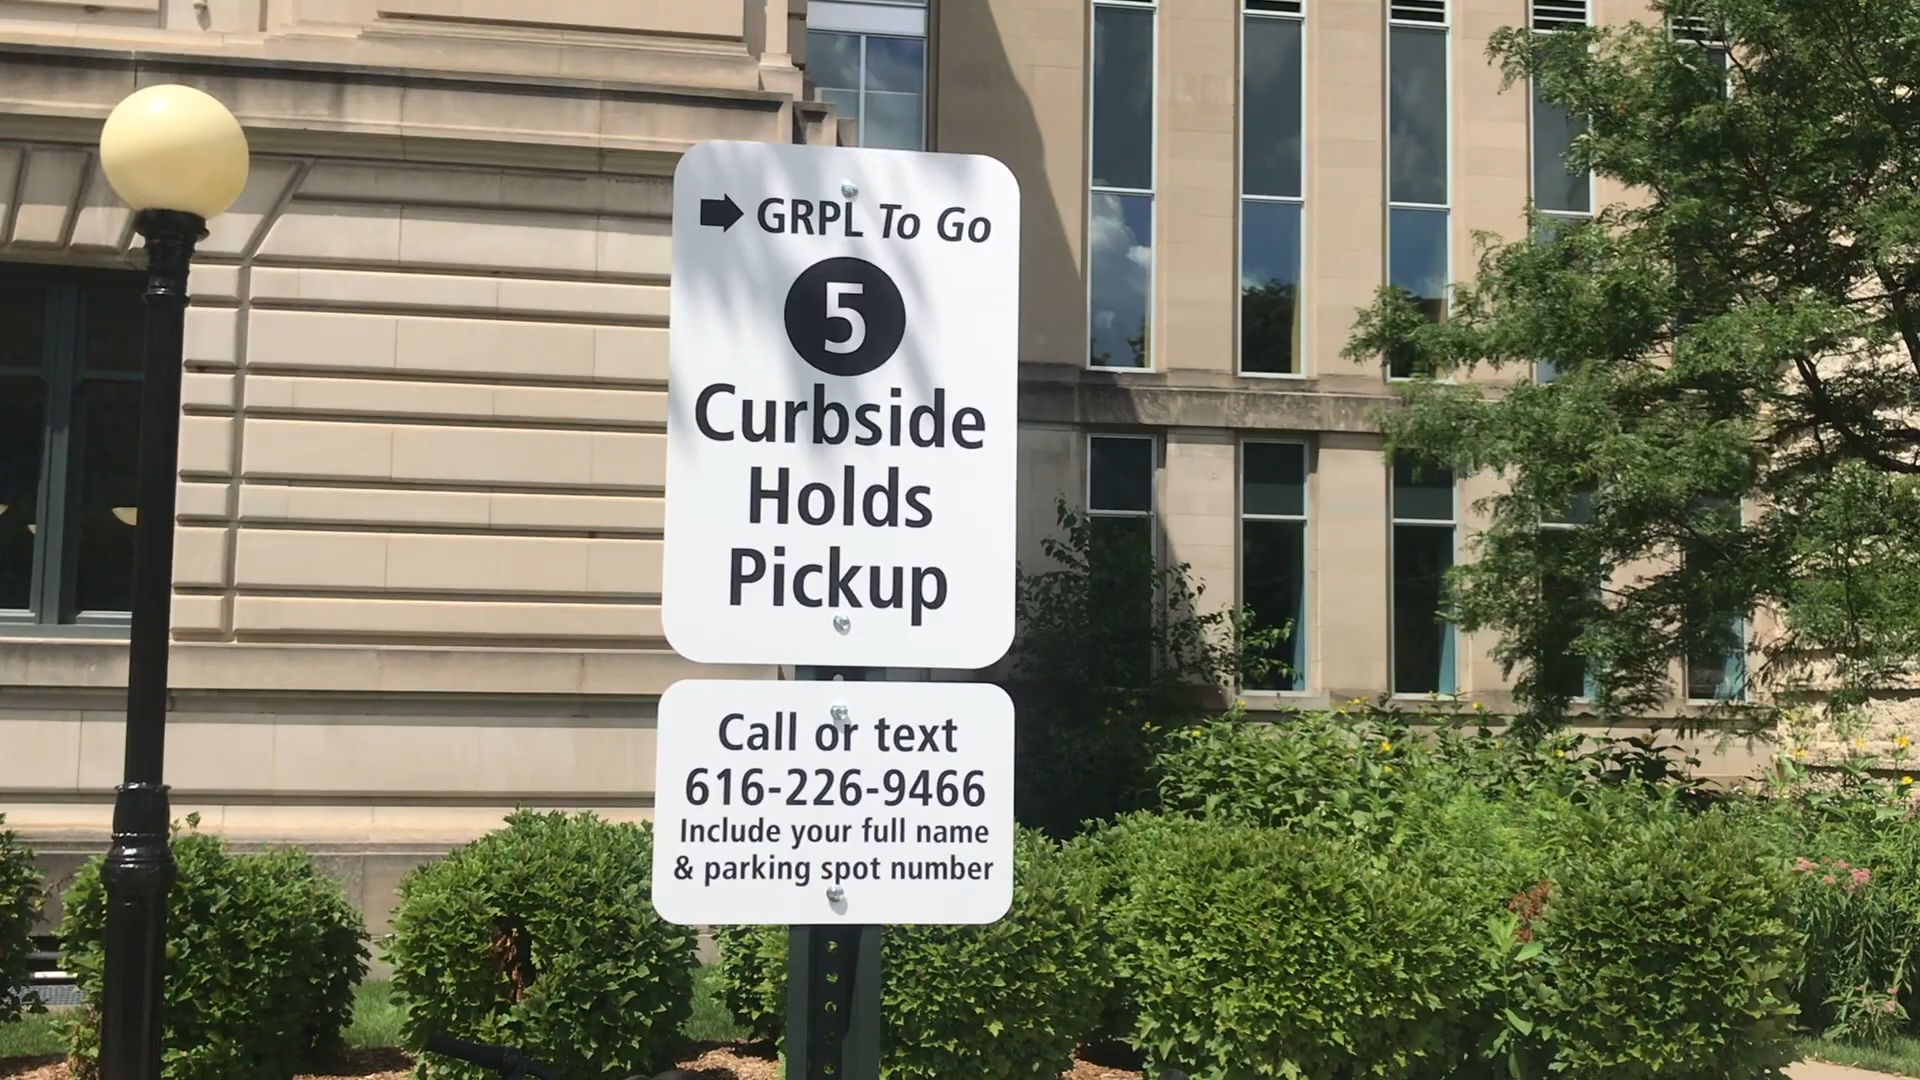 GRPL To Go
5
Curbside
Holds
Pickup
Call or text
616-226-9466
Include your full name
& parking spot number